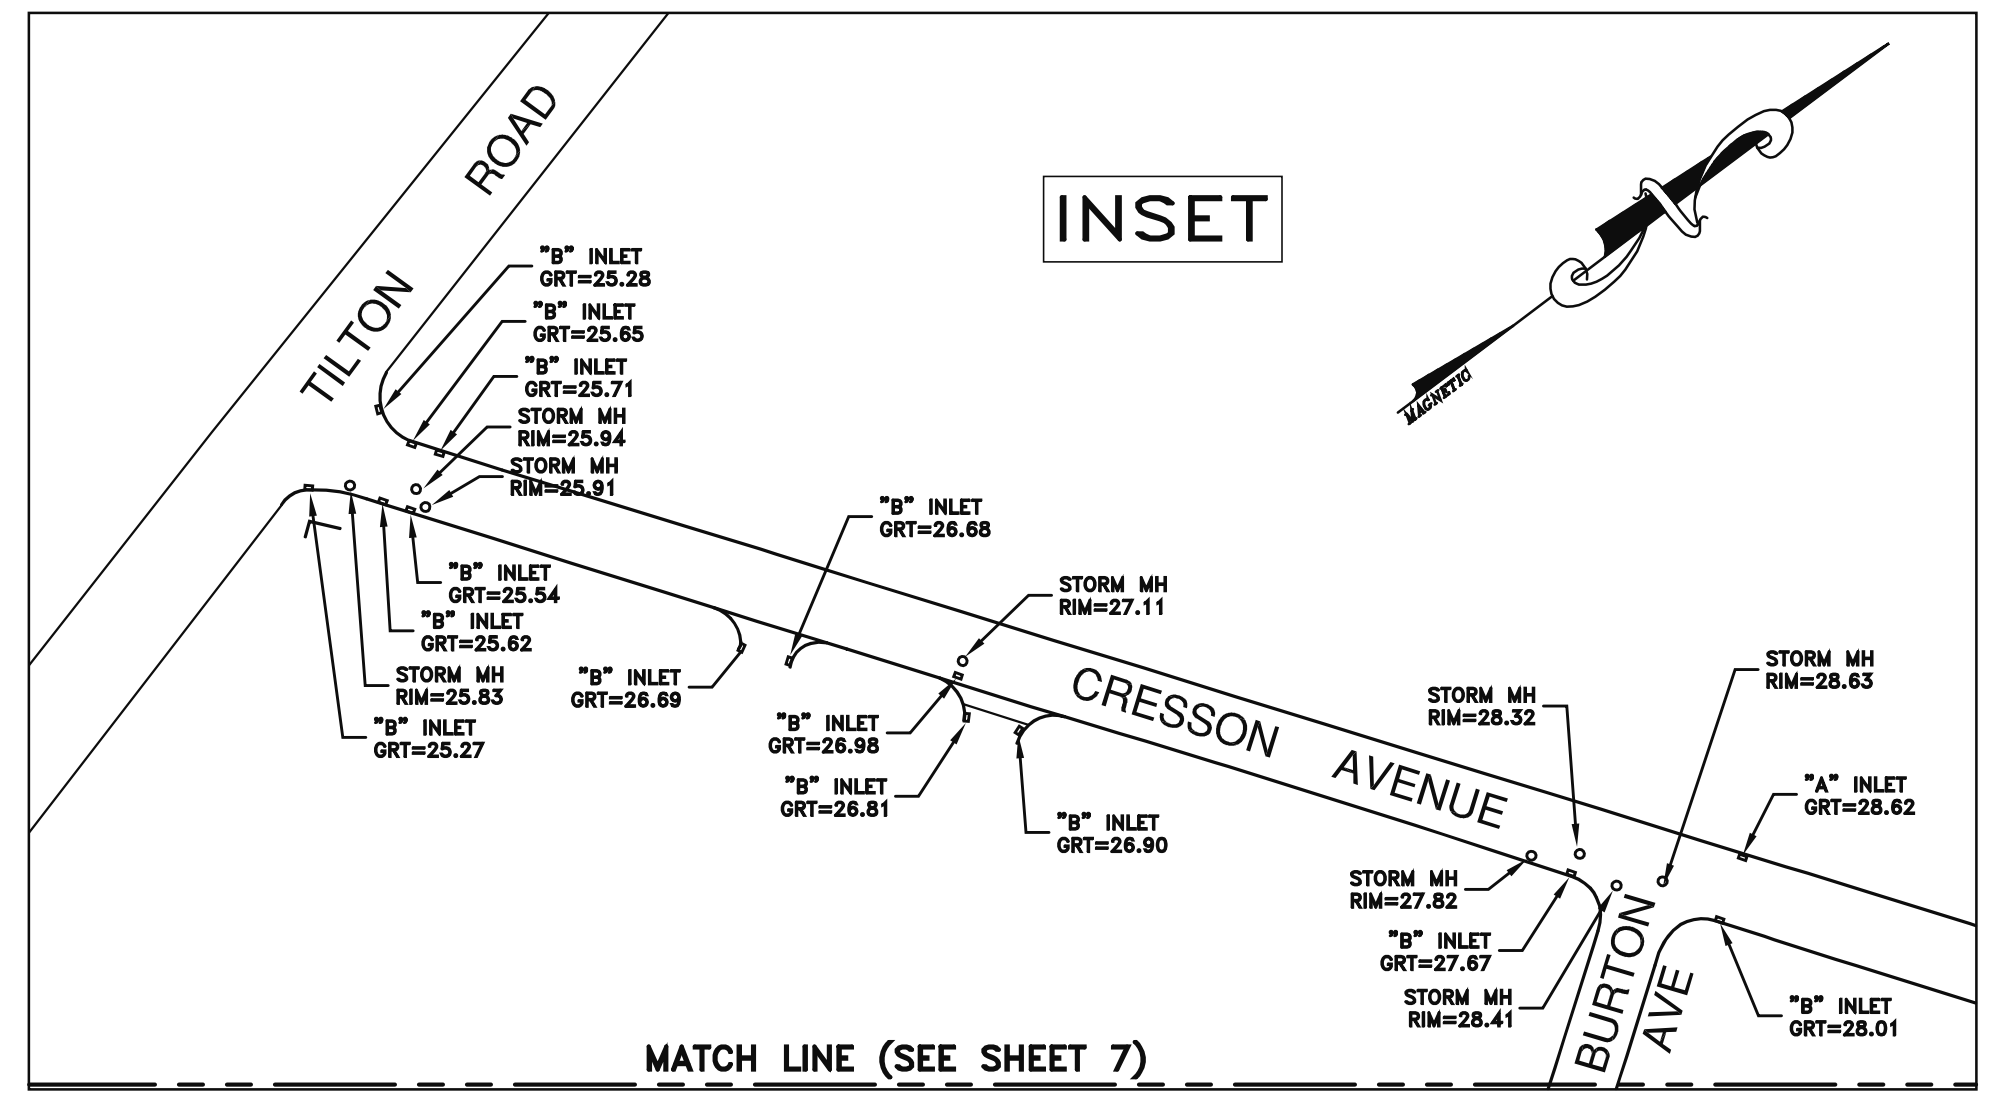 TILTON ROAD
INSET
MAGNETIC
"B" INLET
GRT=25.28
"B" INLET
GRT=25.65
"B" INLET
GRT=25.71
STORM MH
RIM=25.94
STORM MH
RIM=25.91
"B" INLET
GRT=25.54
"B" INLET
GRT=25.62
STORM MH
RIM=25.83
"B" INLET
GRT=25.27
"B" INLET
GRT=26.68
"B" INLET
GRT=26.69
STORM MH
RIM=27.11
"B" INLET
GRT=26.98
"B" INLET
GRT=26.81
"B" INLET
GRT=26.90
CRESSON AVENUE
STORM MH
RIM=28.32
STORM MH
RIM=28.63
"A" INLET
GRT=28.62
STORM MH
RIM=27.82
"B" INLET
GRT=27.67
STORM MH
RIM=28.41
BURTON
AVE
"B" INLET
GRT=28.01
MATCH LINE (SEE SHEET 7)